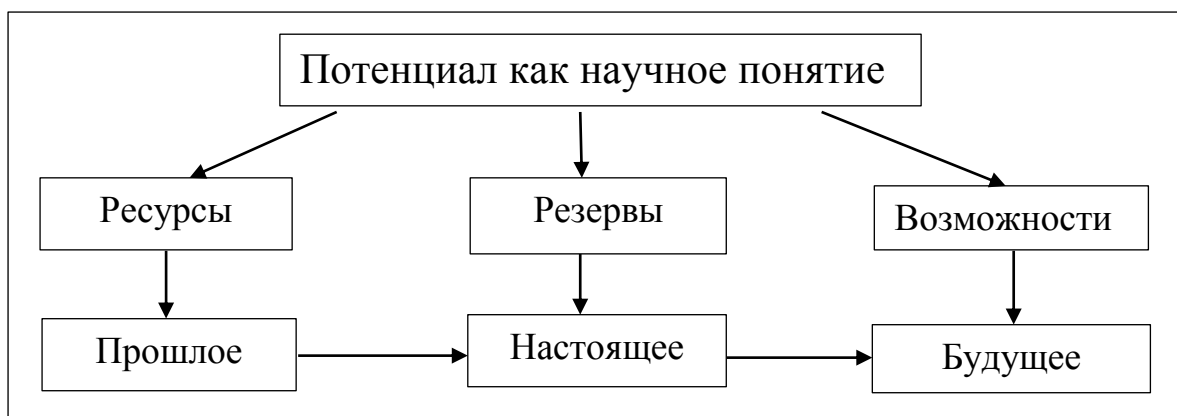 Потенциал как научное понятие
Ресурсы
Резервы
Возможности
Прошлое
Настоящее
Будущее